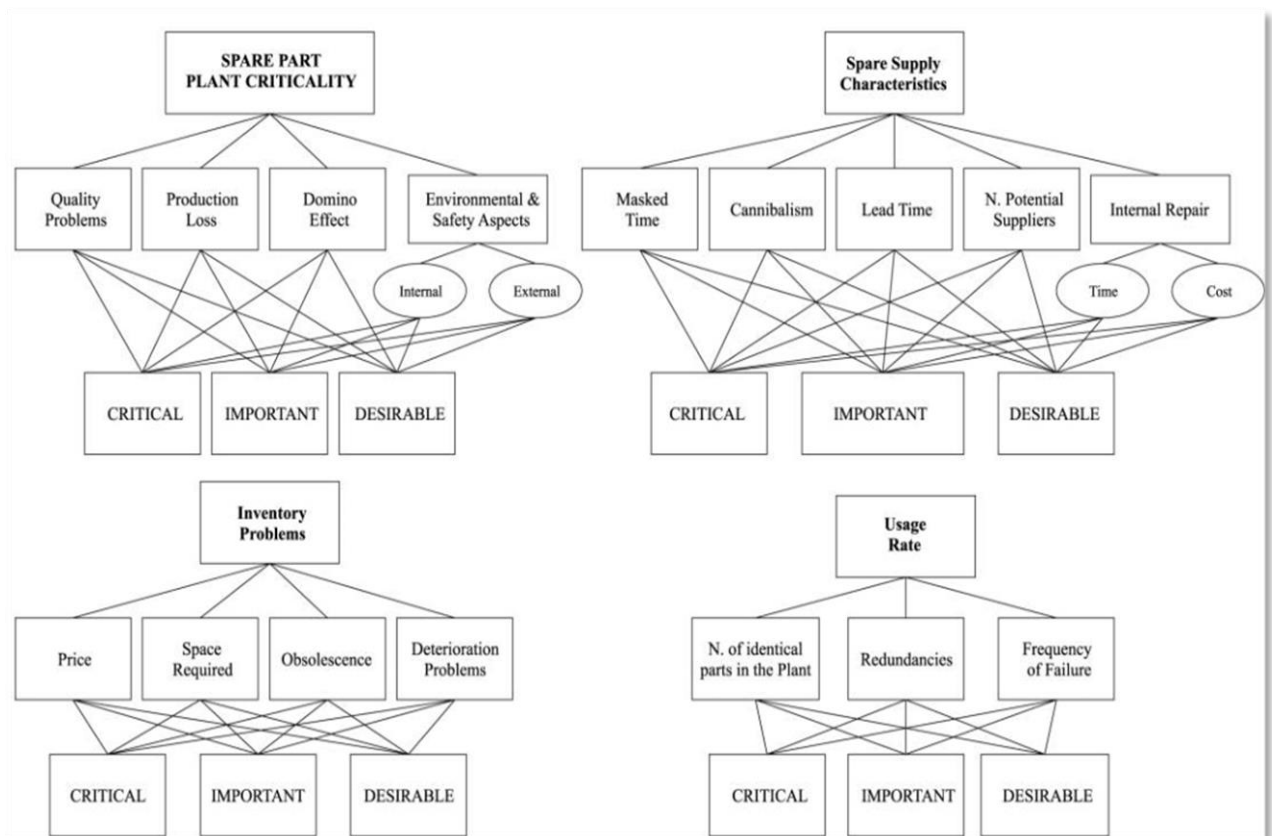 SPARE PART
PLANT CRITICALITY
Quality
Problems
Production
Loss
Domino
Effect
Environmental &
Safety Aspects
Internal
External
CRITICAL
IMPORTANT
DESIRABLE
Spare Supply
Characteristics
Masked
Time
Cannibalism
Lead Time
N. Potential
Suppliers
Internal Repair
Time
Cost
CRITICAL
IMPORTANT
DESIRABLE
Inventory
Problems
Price
Space
Required
Obsolescence
Deterioration
Problems
CRITICAL
IMPORTANT
DESIRABLE
Usage
Rate
N. of identical
parts in the Plant
Redundancies
Frequency
of Failure
CRITICAL
IMPORTANT
DESIRABLE